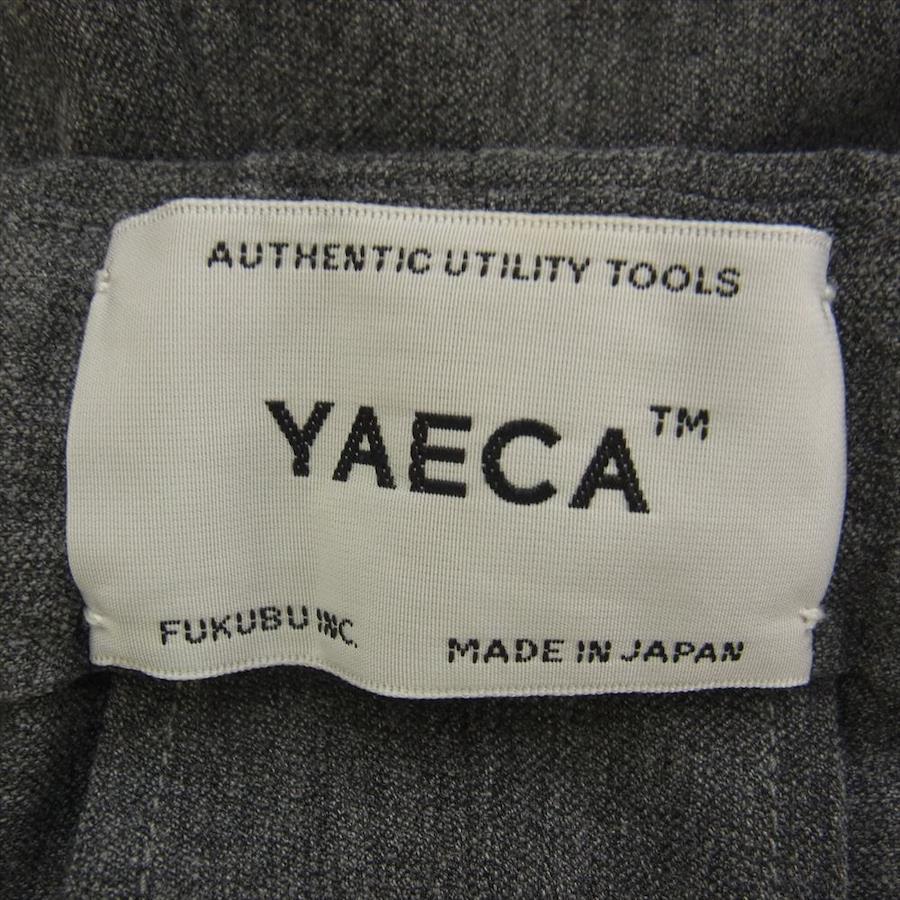 AUTHENTIC UTILITY TOOLS
YAECA™
FUKUBU INC.
MADE IN JAPAN